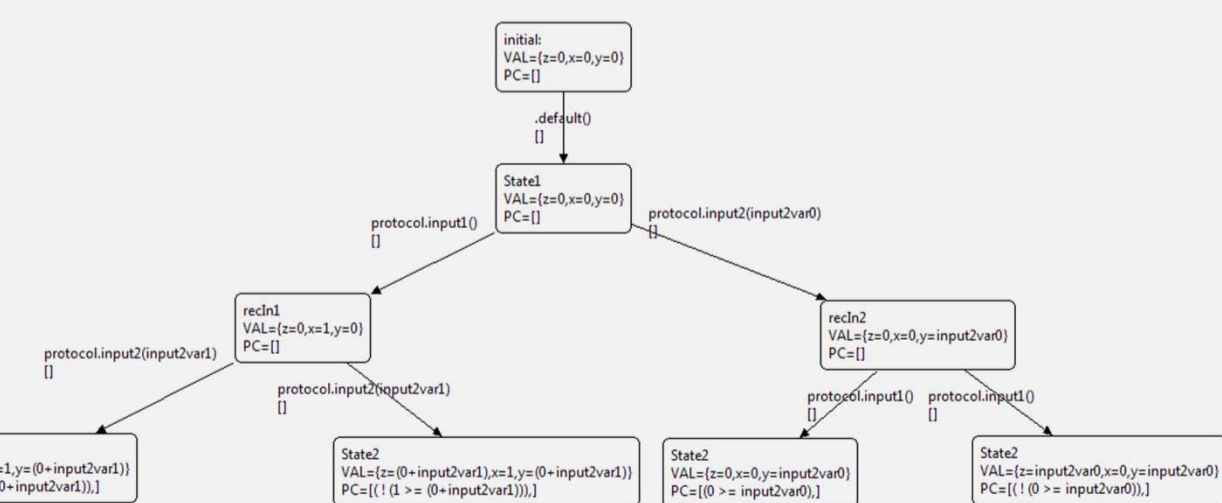 initial:
VAL={z=0,x=0,y=0}
PC=[]
.default()
[]
State1
VAL={z=0,x=0,y=0}
PC=[]
protocol.input1()
[]
protocol.input2(input2var0)
[]
recIn1
VAL={z=0,x=1,y=0}
PC=[]
recIn2
VAL={z=0,x=0,y=input2var0}
PC=[]
protocol.input2(input2var1)
[]
protocol.input2(input2var1)
[]
protocol.input1()
[]
protocol.input1()
[]
=1,y=(0+input2var1)}
0+input2var1)),]
State2
VAL={z=(0+input2var1),x=1,y=(0+input2var1)}
PC=[( ! (1 >= (0+input2var1))),]
State2
VAL={z=0,x=0,y=input2var0}
PC=[(0 >= input2var0),]
State2
VAL={z=input2var0,x=0,y=input2var0}
PC=[( ! (0 >= input2var0)),]